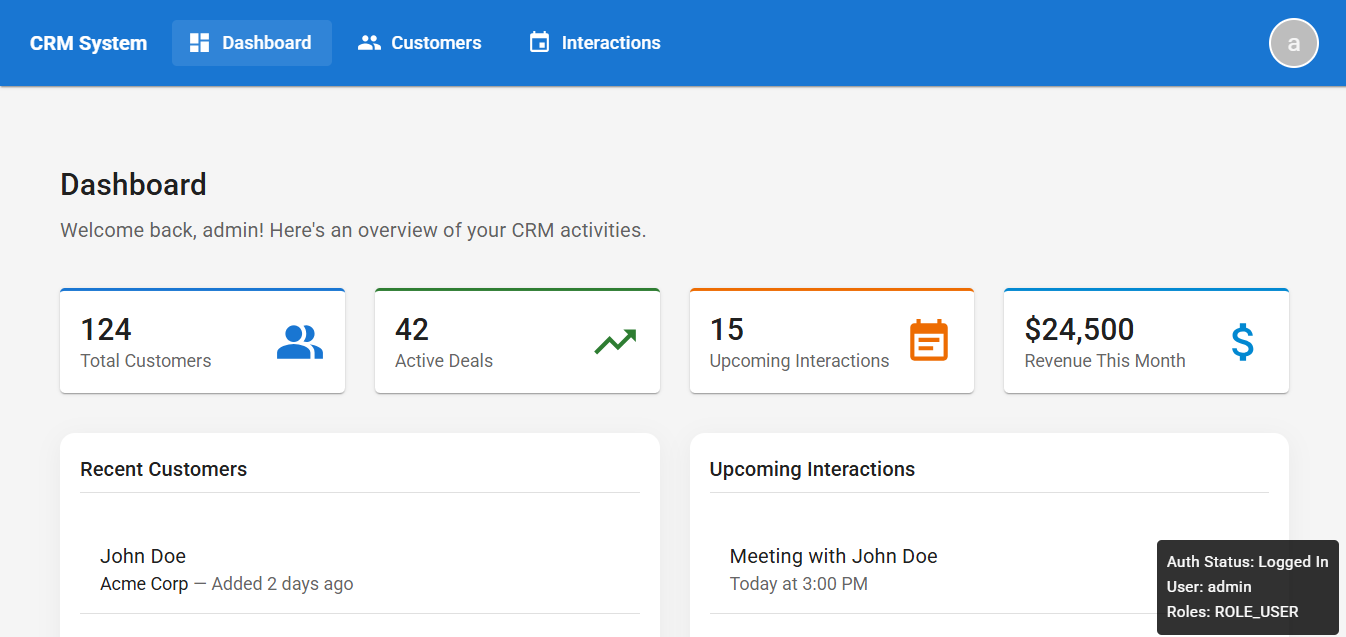 CRM System
Dashboard
Customers
Interactions
a
Dashboard
Welcome back, admin! Here's an overview of your CRM activities.
124
Total Customers
42
Active Deals
15
Upcoming Interactions
$24,500
Revenue This Month
Recent Customers
John Doe
Acme Corp — Added 2 days ago
Upcoming Interactions
Meeting with John Doe
Today at 3:00 PM
Auth Status: Logged In
User: admin
Roles: ROLE_USER